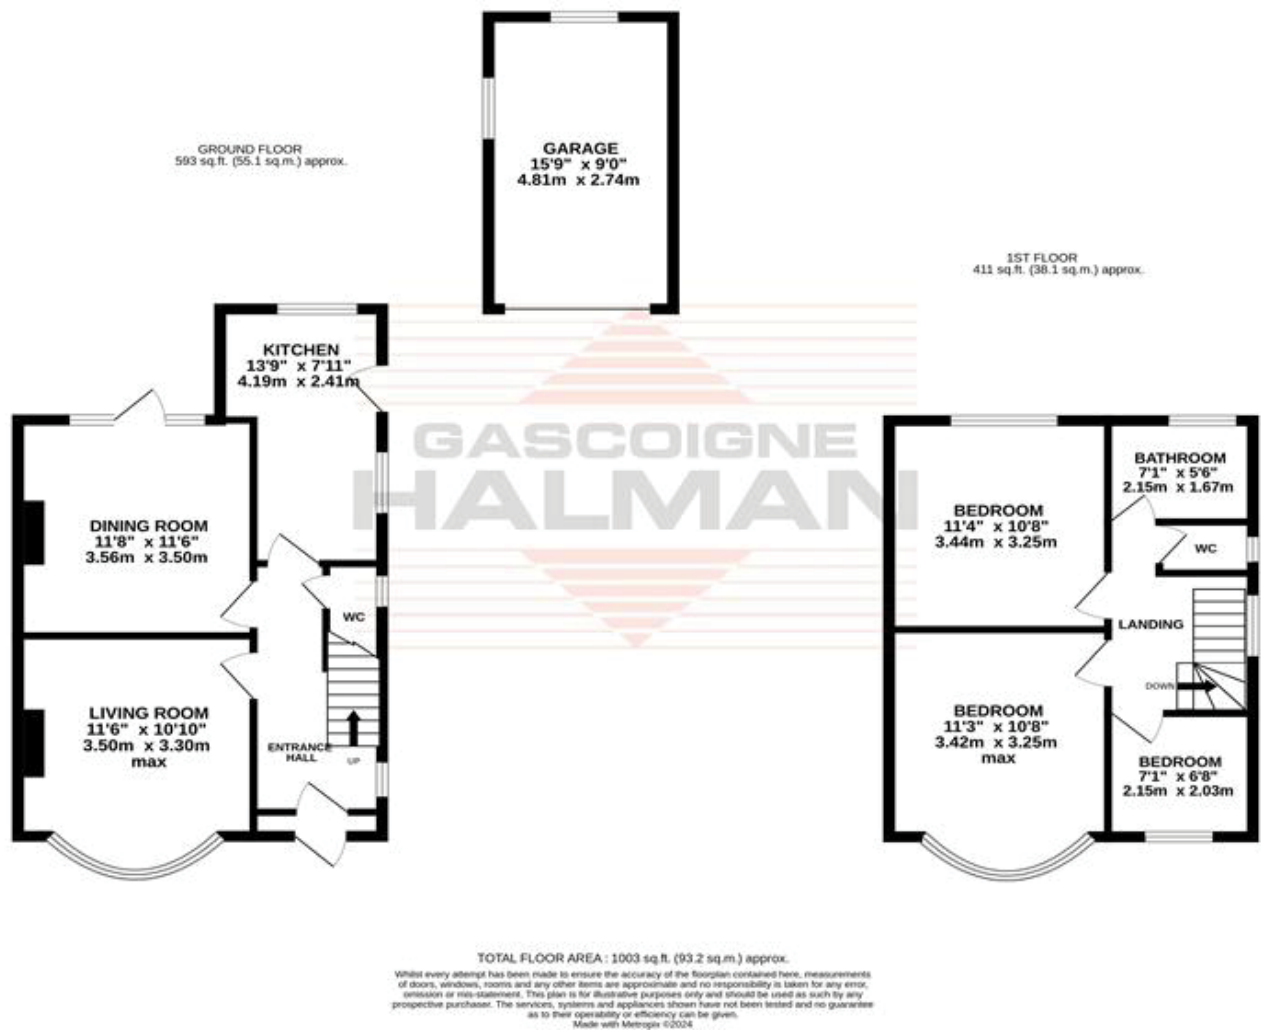 GROUND FLOOR
593 sq.ft. (55.1 sq.m.) approx.
GARAGE
15'9" x 9'0"
4.81m x 2.74m
1ST FLOOR
411 sq.ft. (38.1 sq.m.) approx.
KITCHEN
13'9" x 7'11"
4.19m x 2.41m
GASCOIGNE
HALMAN
DINING ROOM
11'8" x 11'6"
3.56m x 3.50m
WC
LIVING ROOM
11'6" x 10'10"
3.50m x 3.30m
max
ENTRANCE
HALL
UP
BEDROOM
11'4" x 10'8"
3.44m x 3.25m
BATHROOM
7'1" x 5'6"
2.15m x 1.67m
WC
LANDING
DOWN
BEDROOM
11'3" x 10'8"
3.42m x 3.25m
max
BEDROOM
7'1" x 6'8"
2.15m x 2.03m
TOTAL FLOOR AREA : 1003 sq.ft. (93.2 sq.m.) approx.
Whilst every attempt has been made to ensure the accuracy of the floorplan contained here, measurements
of doors, windows, rooms and any other items are approximate and no responsibility is taken for any error,
omission or mis-statement. This plan is for illustrative purposes only and should be used as such by any
prospective purchaser. The services, systems and appliances shown have not been tested and no guarantee
as to their operability or efficiency can be given.
Made with Metropix ©2024